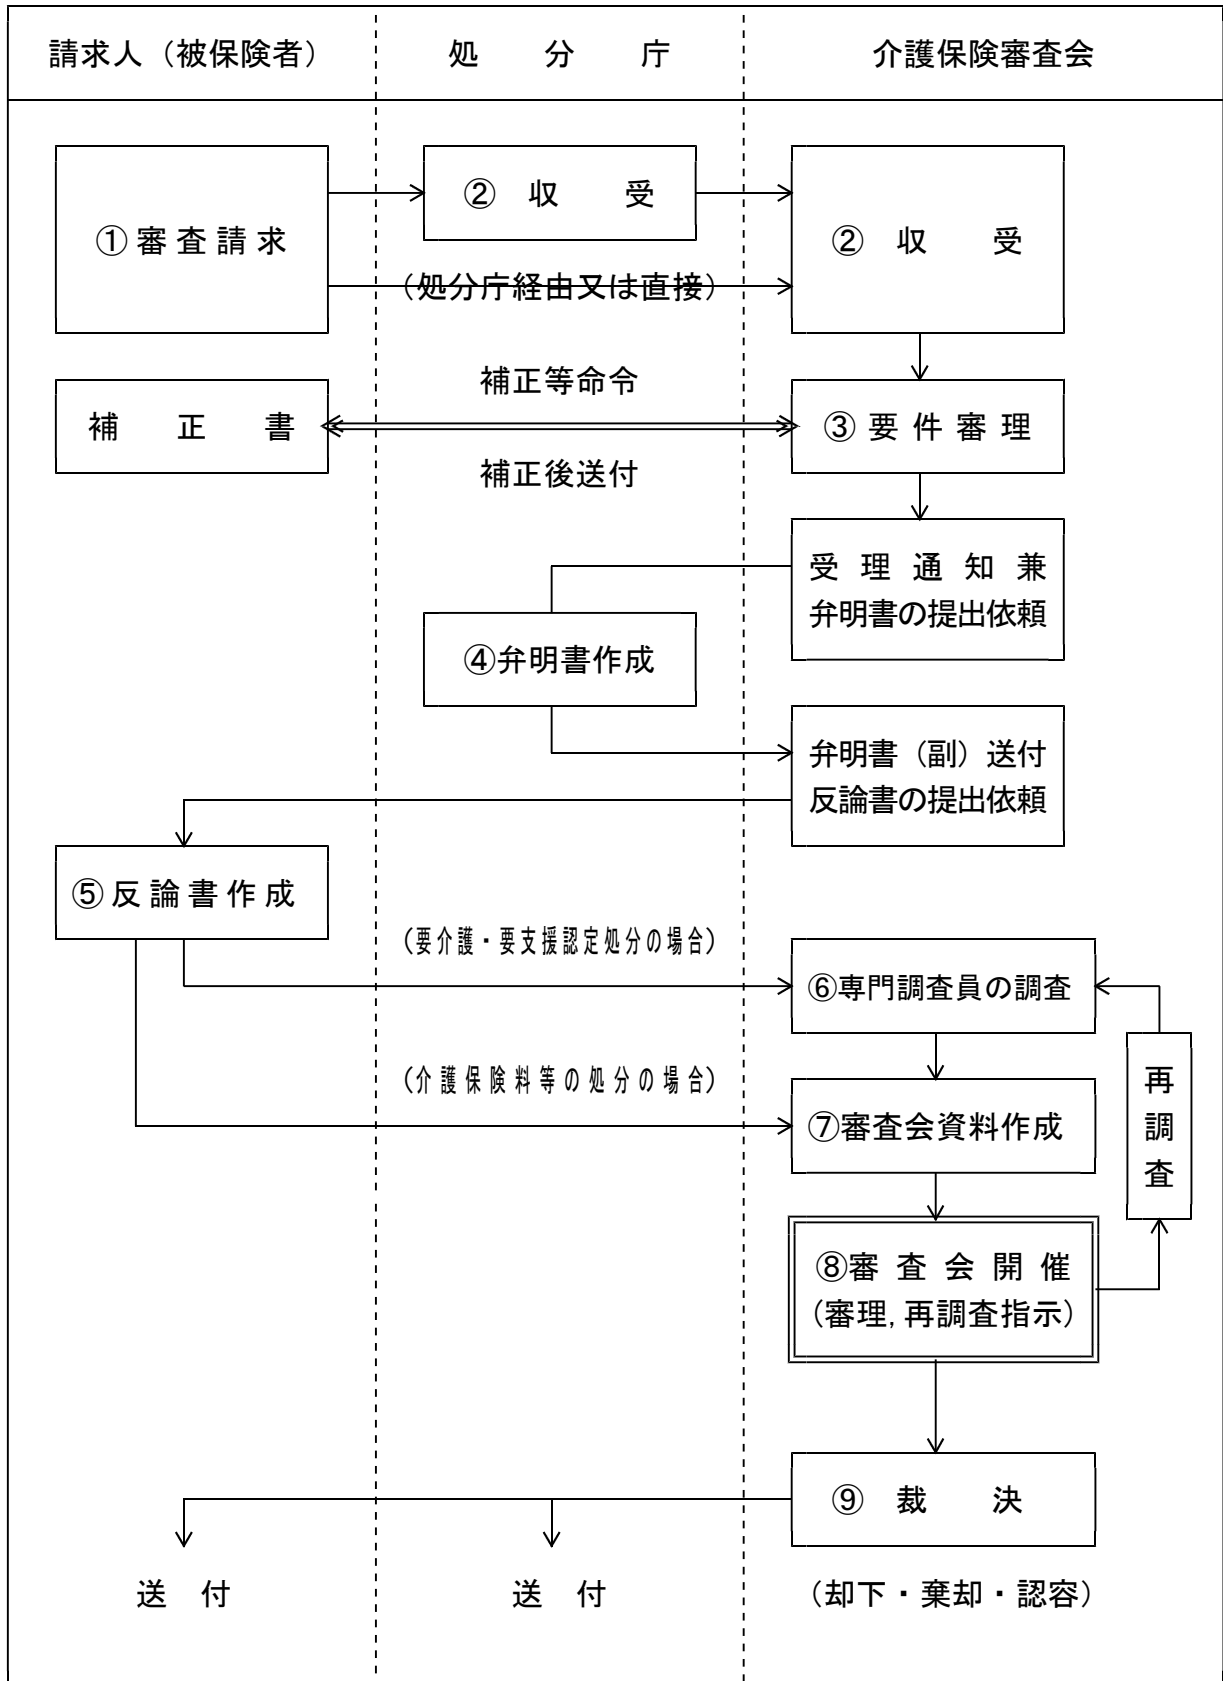 請求人（被保険者）
処 分 庁
介護保険審査会
①審査請求
② 収 受
② 収 受
（処分庁経由又は直接）
補正等命令
補 正 書
③要件審理
補正後送付
受理通知兼
弁明書の提出依頼
④弁明書作成
弁明書（副）送付
反論書の提出依頼
⑤反論書作成
（要介護・要支援認定処分の場合）
⑥専門調査員の調査
（介護保険料等の処分の場合）
⑦審査会資料作成
再
調
査
⑧審査会開催
（審理,再調査指示）
⑨ 裁 決
送 付
送 付
（却下・棄却・認容）